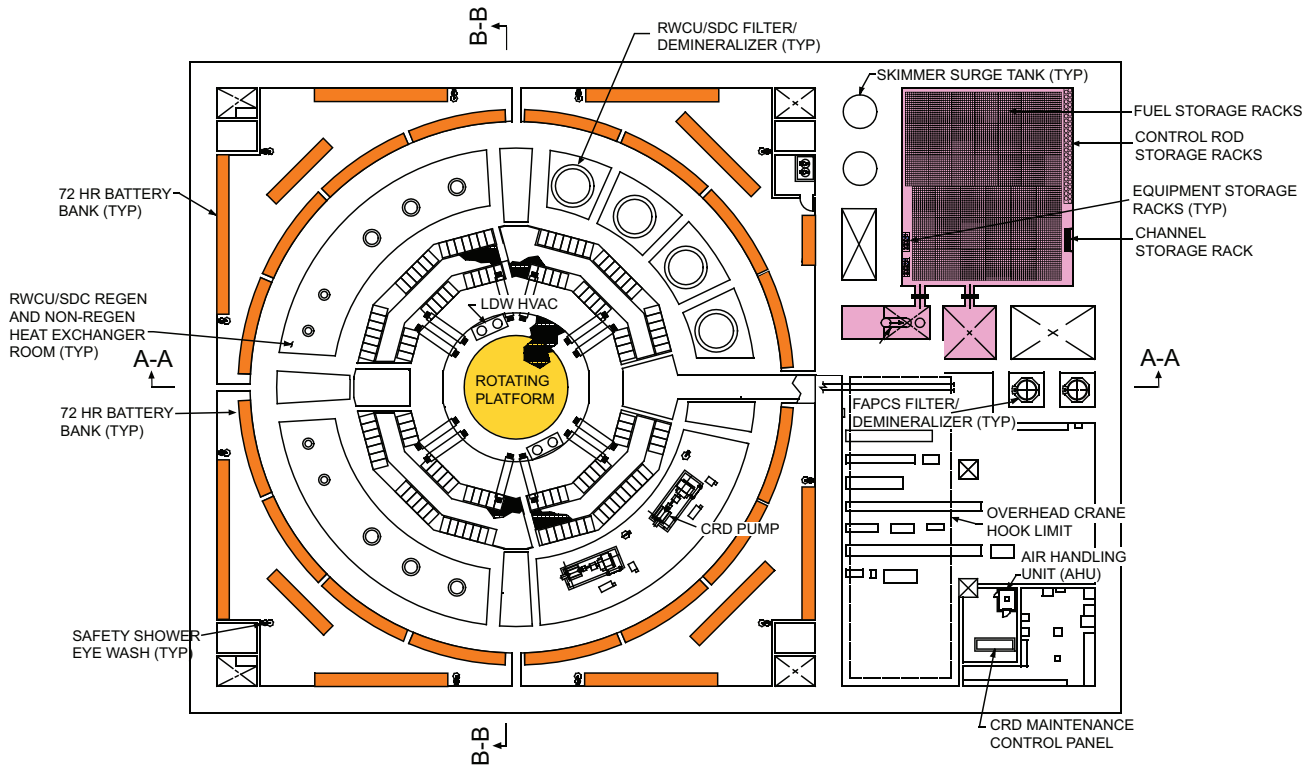 B-B
RWCU/SDC FILTER/
DEMINERALIZER (TYP)
SKIMMER SURGE TANK (TYP)
FUEL STORAGE RACKS
CONTROL ROD
STORAGE RACKS
72 HR BATTERY
BANK (TYP)
EQUIPMENT STORAGE
RACKS (TYP)
CHANNEL
STORAGE RACK
RWCU/SDC REGEN
AND NON-REGEN
HEAT EXCHANGER
ROOM (TYP)
LDW HVAC
A-A
A-A
ROTATING
PLATFORM
72 HR BATTERY
BANK (TYP)
FAPCS FILTER/
DEMINERALIZER (TYP)
CRD PUMP
OVERHEAD CRANE
HOOK LIMIT
AIR HANDLING
UNIT (AHU)
SAFETY SHOWER
EYE WASH (TYP)
CRD MAINTENANCE
CONTROL PANEL
B-B